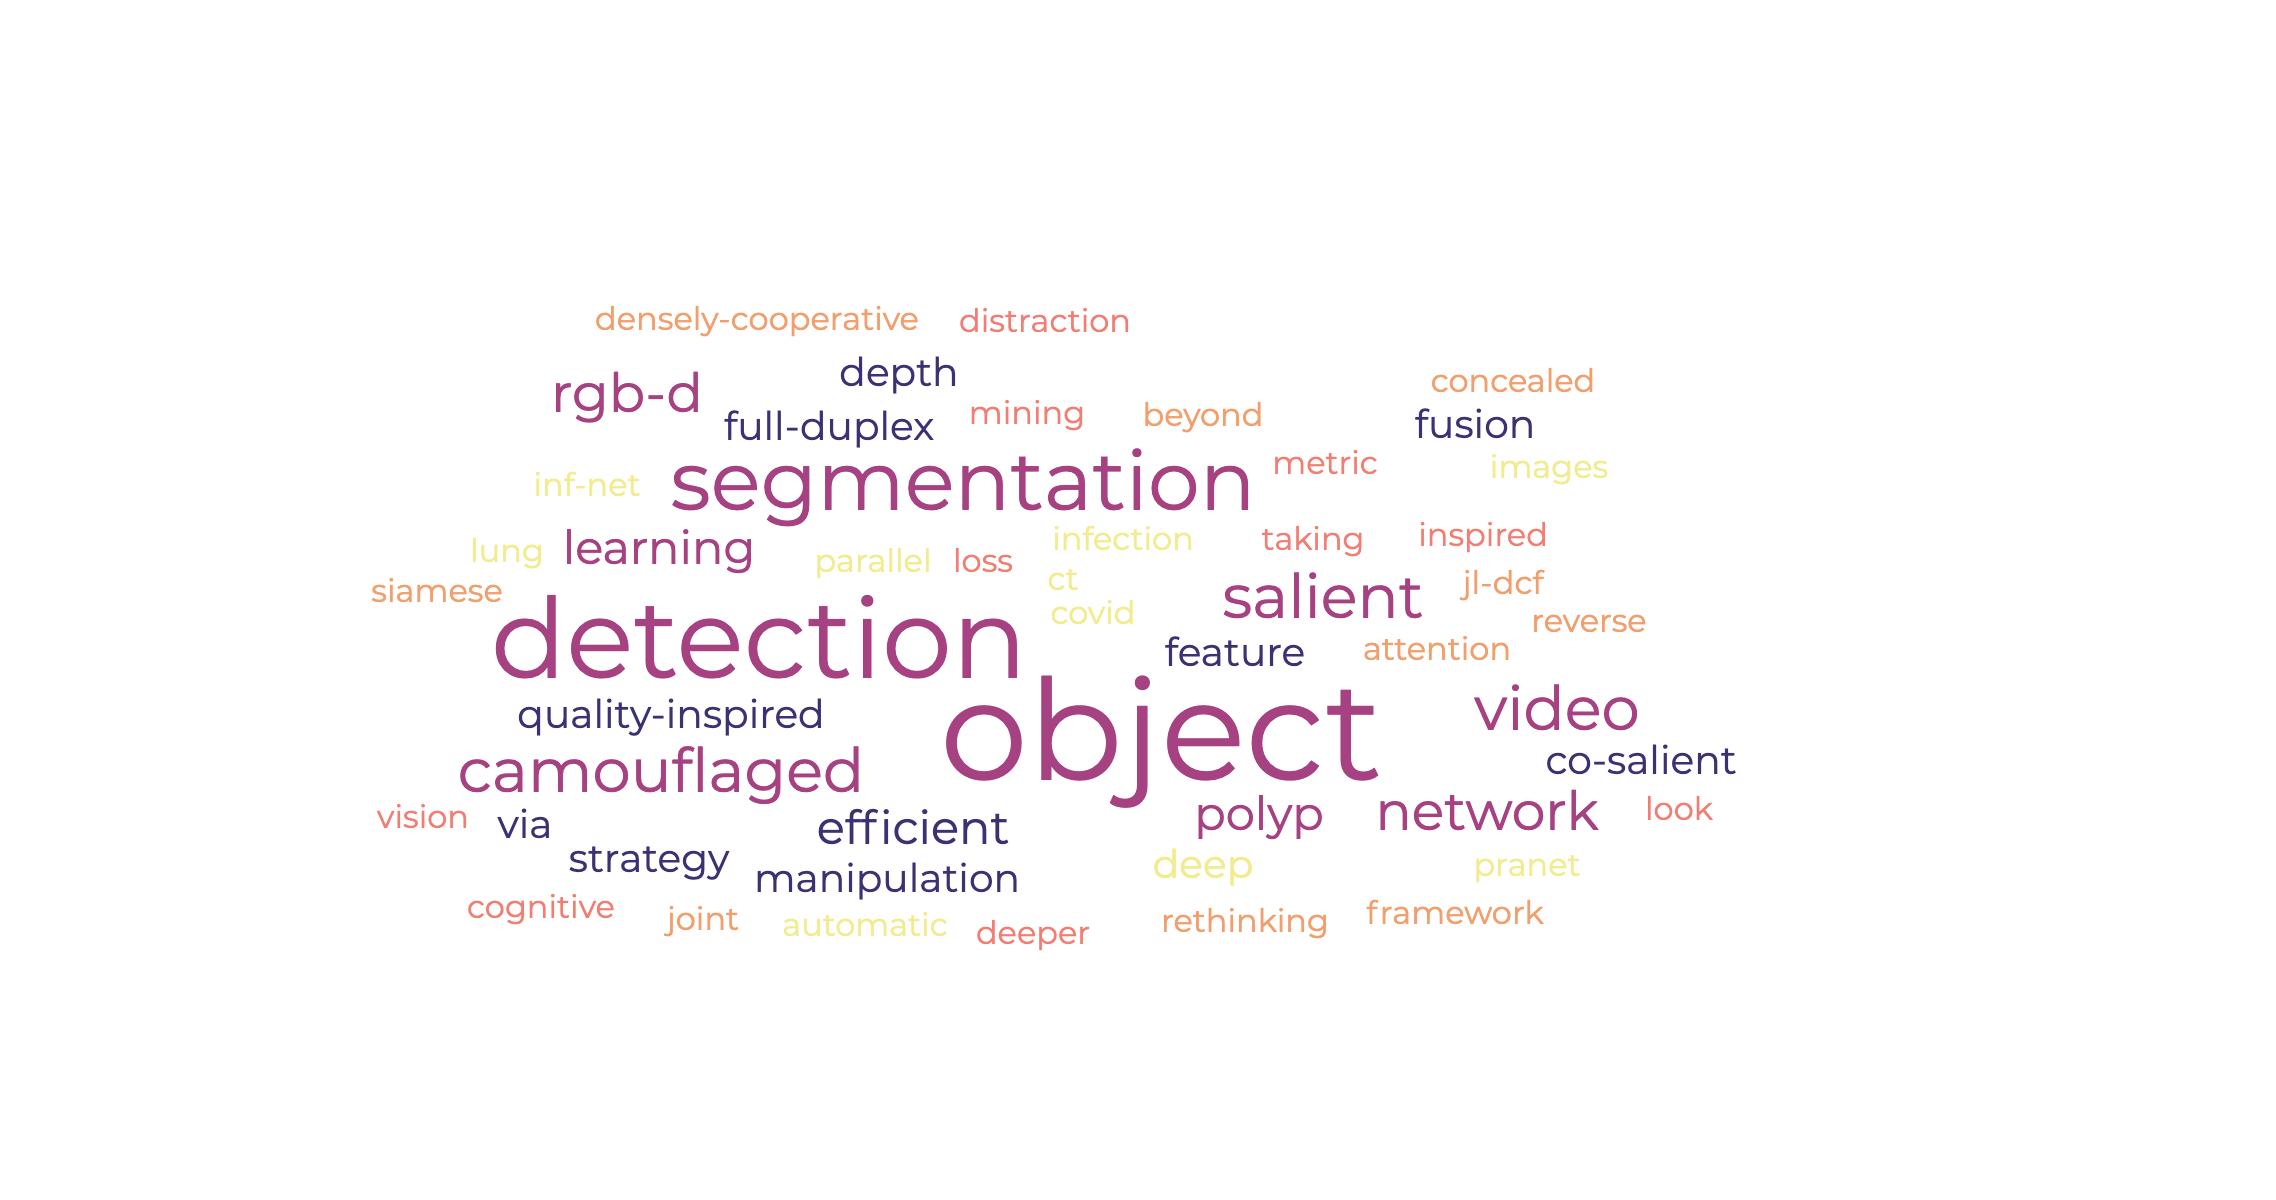 densely-cooperative distraction
depth
rgb-d
concealed
full-duplex mining beyond fusion
segmentation metric images
inf-net
learning infection taking inspired
lung parallel loss
siamese ct jl-dcf
salient
covid reverse
detection feature attention
quality-inspired object video
camouflaged co-salient
vision via polyp network look
efficient
strategy deep pranet
manipulation
cognitive joint automatic deeper rethinking framework